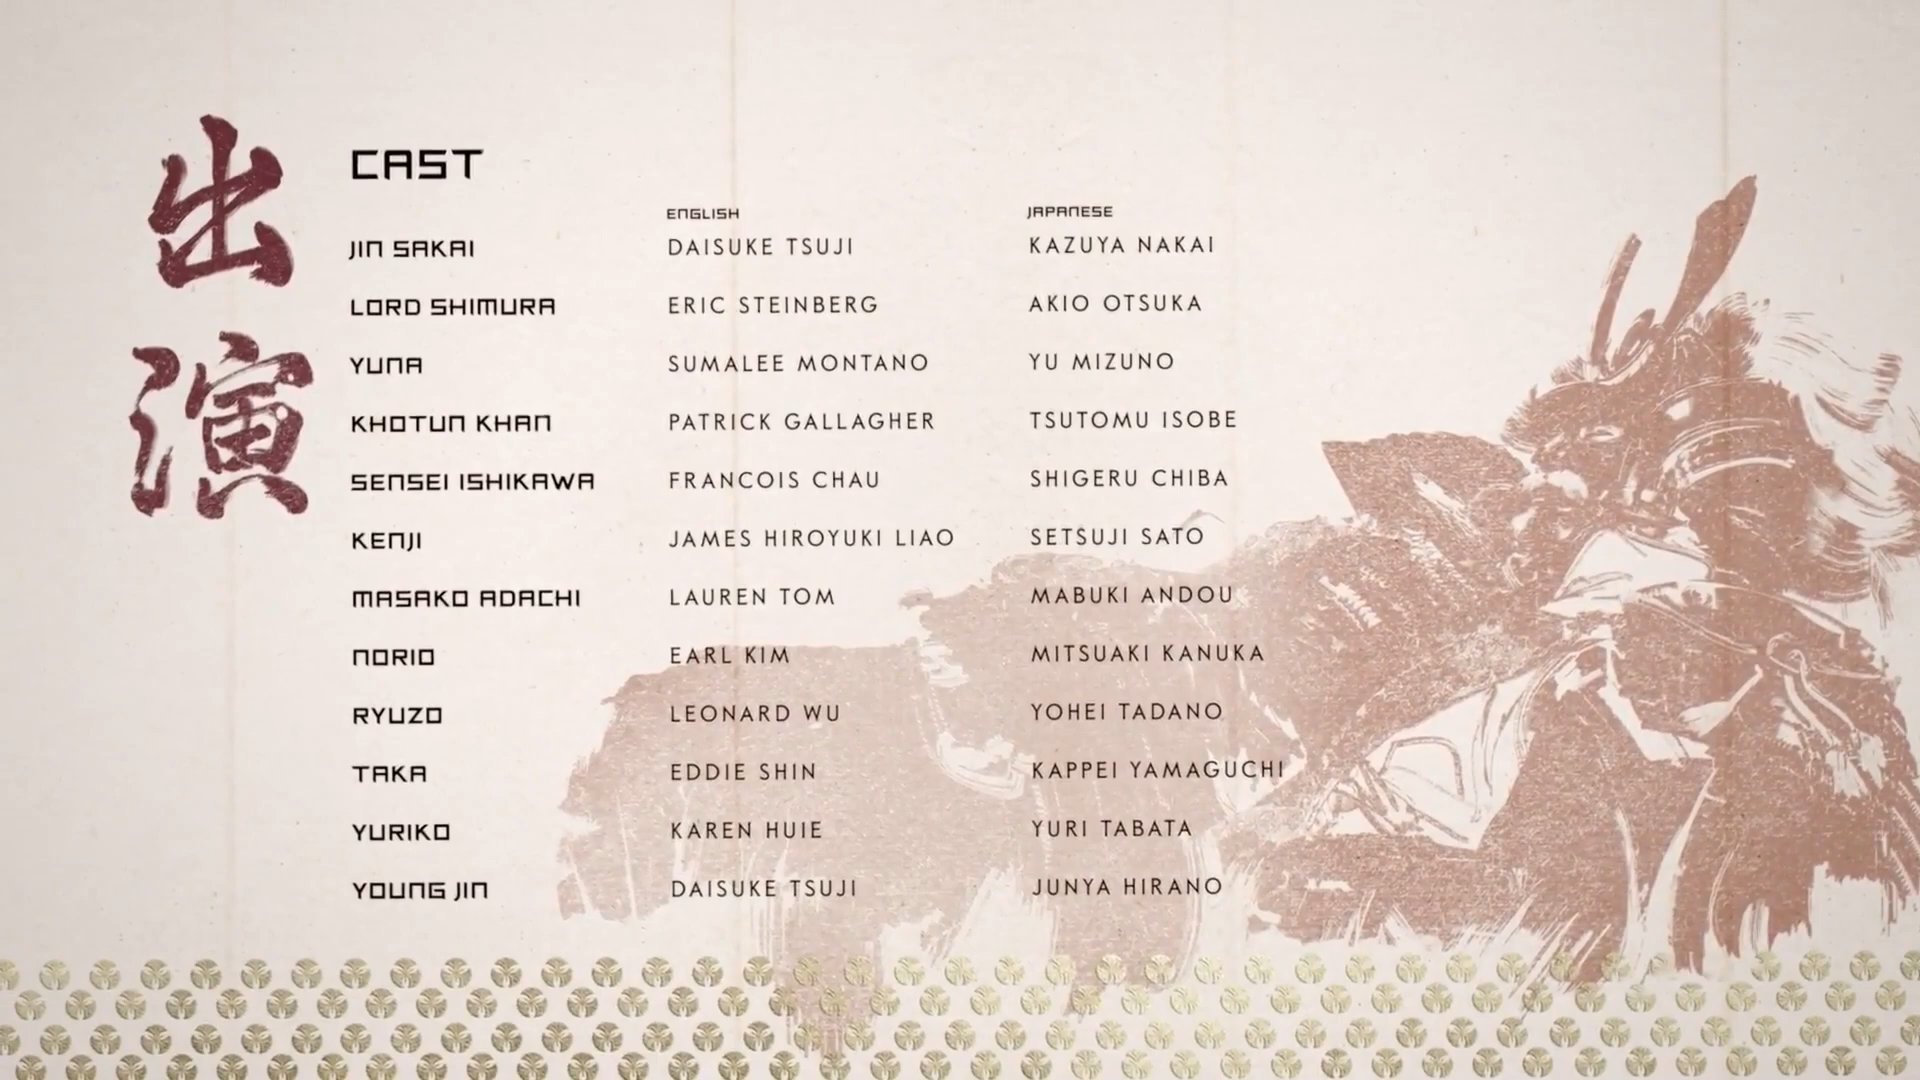 出演
CAST
ENGLISH JAPANESE
JIN SAKAI DAISUKE TSUJI KAZUYA NAKAI
LORD SHIMURA ERIC STEINBERG AKIO OTSUKA
YUNA SUMALEE MONTANO YU MIZUNO
KHOTUN KHAN PATRICK GALLAGHER TSUTOMU ISOBE
SENSEI ISHIKAWA FRANCOIS CHAU SHIGERU CHIBA
KENJI JAMES HIROYUKI LIAO SETSUJI SATO
MASAKO ADACHI LAUREN TOM MABUKI ANDOU
NORIO EARL KIM MITSUAKI KANUKA
RYUZO LEONARD WU YOHEI TADANO
TAKA EDDIE SHIN KAPPEI YAMAGUCHI
YURIKO KAREN HUIE YURI TABATA
YOUNG JIN DAISUKE TSUJI JUNYA HIRANO